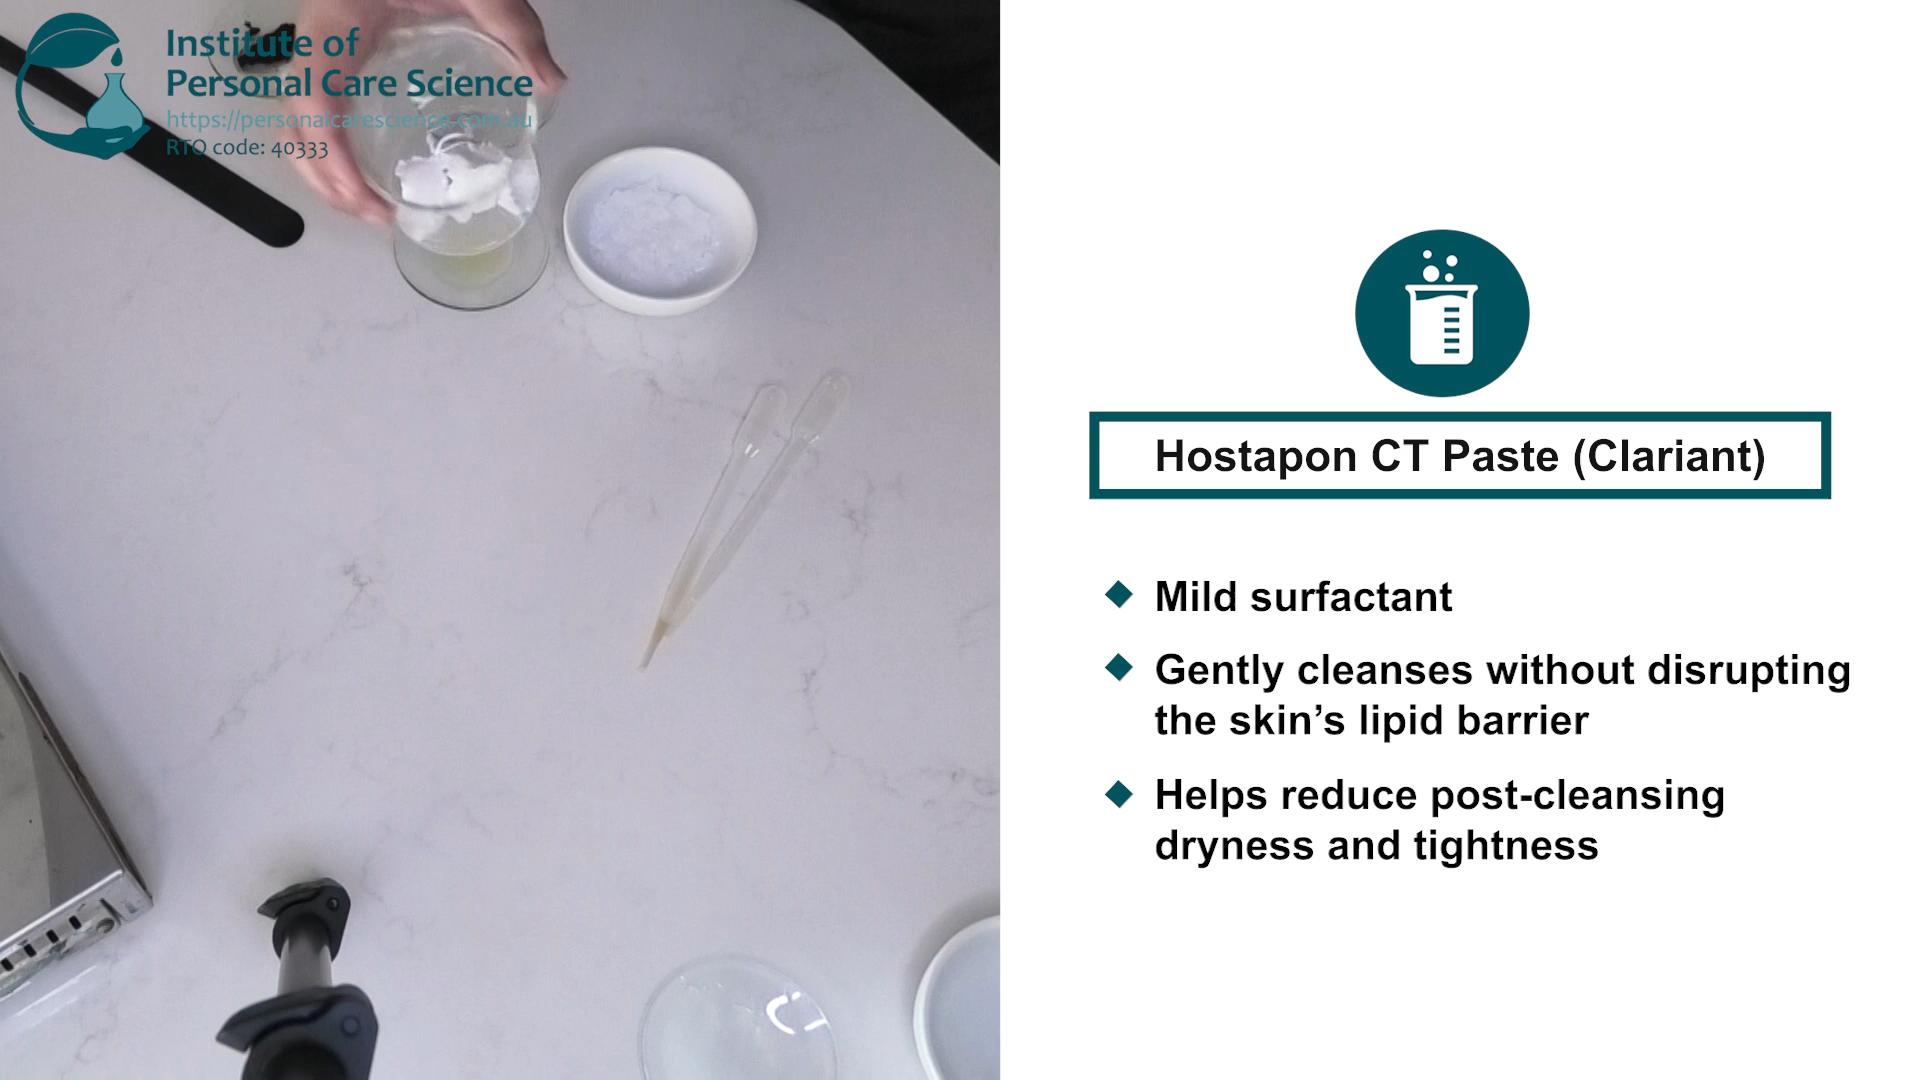 Institute of
Personal Care Science
https://personalcarescience.com.au
RTO code: 40333
Hostapon CT Paste (Clariant)
Mild surfactant
Gently cleanses without disrupting
the skin’s lipid barrier
Helps reduce post-cleansing
dryness and tightness